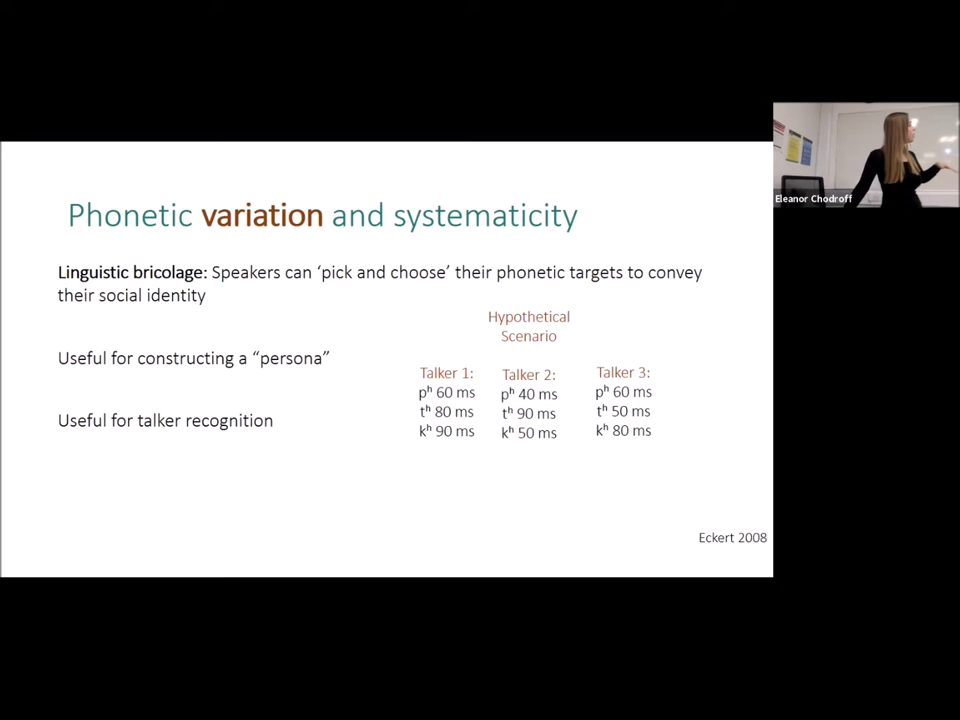 Phonetic variation and systematicity
Linguistic bricolage: Speakers can ‘pick and choose’ their phonetic targets to convey
their social identity
Useful for constructing a “persona”
Useful for talker recognition
Hypothetical
Scenario
Talker 1:
pʰ 60 ms
tʰ 80 ms
kʰ 90 ms
Talker 2:
pʰ 40 ms
tʰ 90 ms
kʰ 50 ms
Talker 3:
pʰ 60 ms
tʰ 50 ms
kʰ 80 ms
Eckert 2008
Eleanor Chodroff